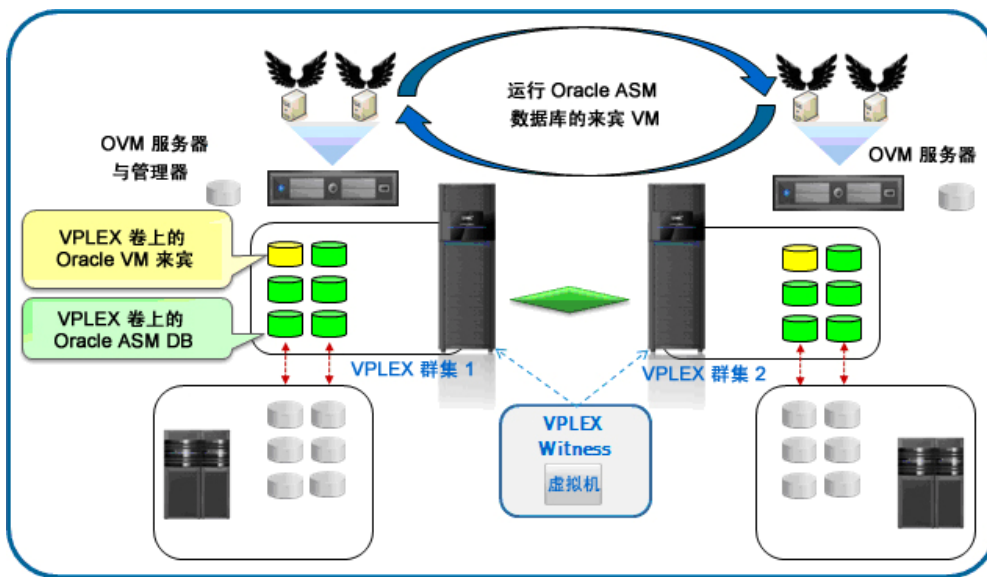 运行 Oracle ASM
数据库的来宾 VM
OVM 服务器
与管理器
OVM 服务器
VPLEX 卷上的
Oracle VM 来宾
VPLEX 卷上的
Oracle ASM DB
VPLEX 群集 1
VPLEX 群集 2
VPLEX
Witness
虚拟机